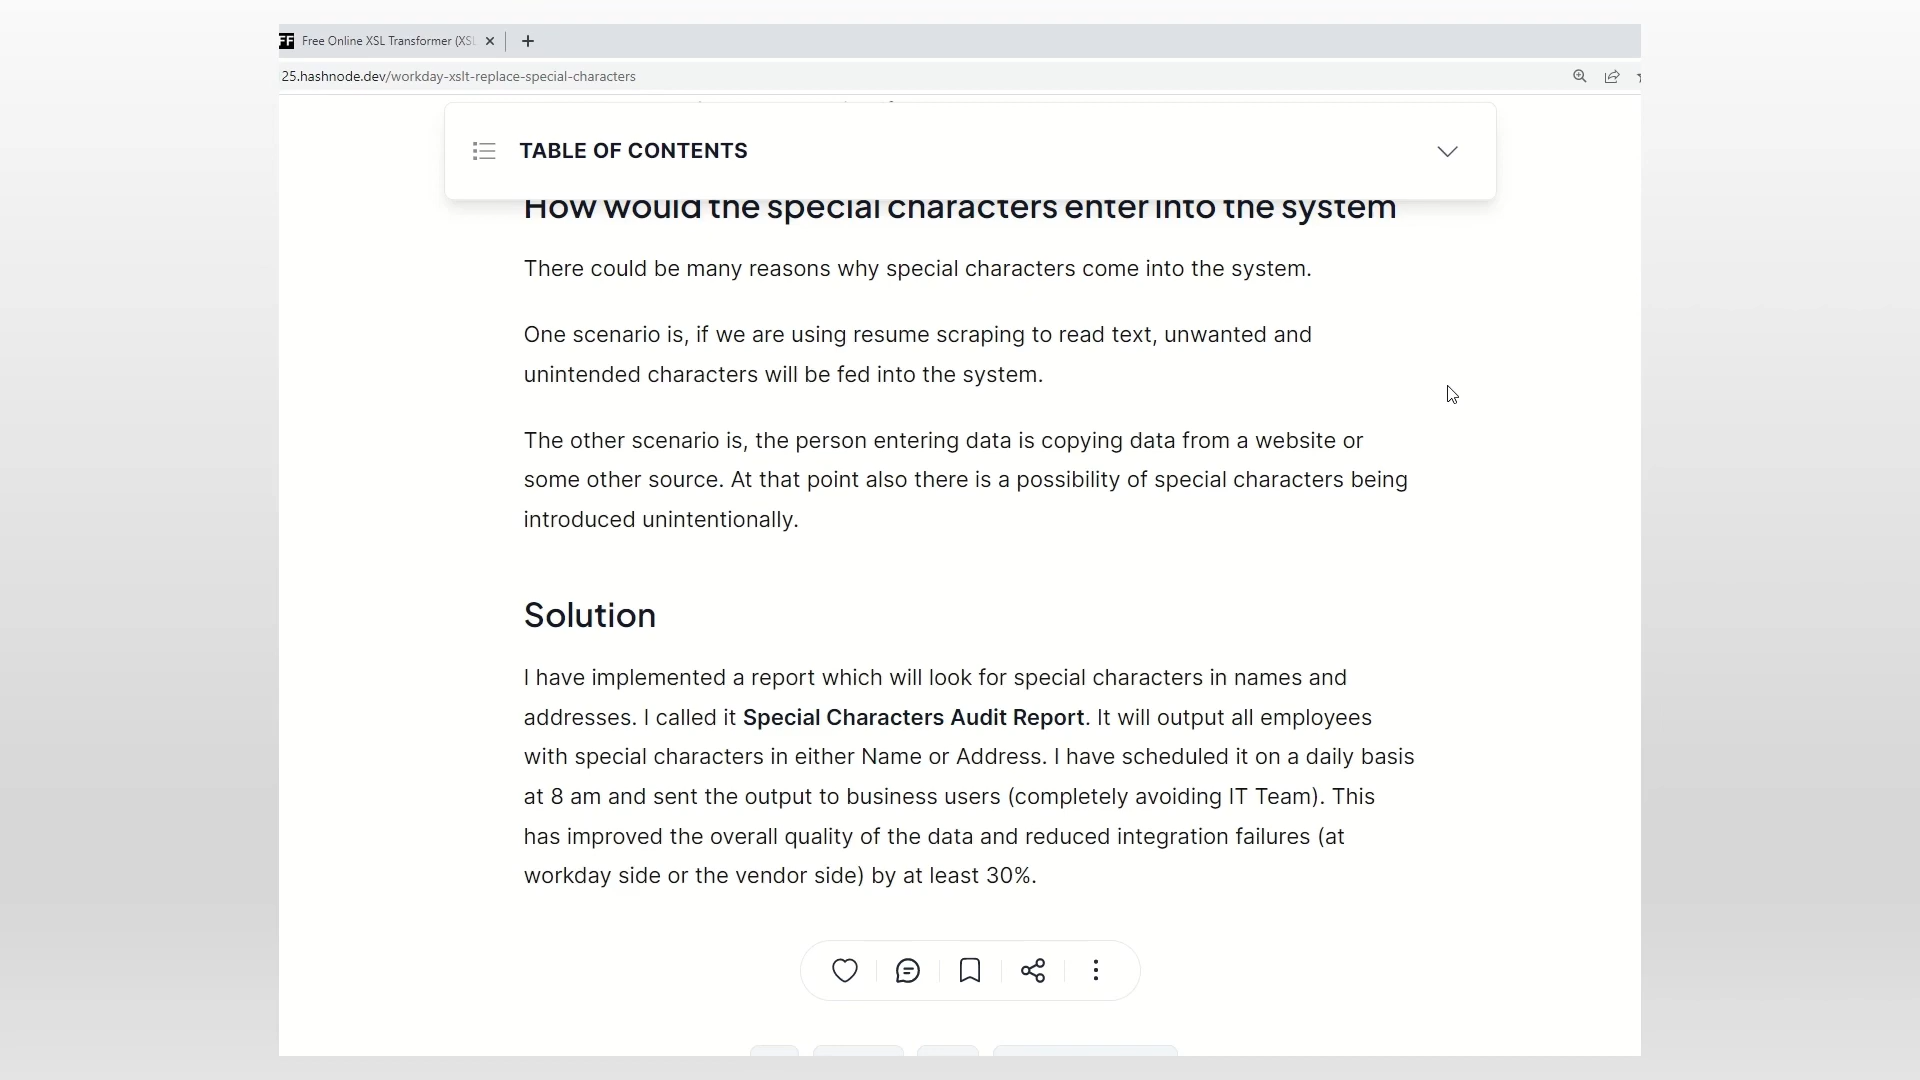 FF Free Online XSL Transformer (XSL
25.hashnode.dev/workday-xslt-replace-special-characters
TABLE OF CONTENTS
How would the special characters enter into the system
There could be many reasons why special characters come into the system.
One scenario is, if we are using resume scraping to read text, unwanted and
unintended characters will be fed into the system.
The other scenario is, the person entering data is copying data from a website or
some other source. At that point also there is a possibility of special characters being
introduced unintentionally.
Solution
I have implemented a report which will look for special characters in names and
addresses. I called it Special Characters Audit Report. It will output all employees
with special characters in either Name or Address. I have scheduled it on a daily basis
at 8 am and sent the output to business users (completely avoiding IT Team). This
has improved the overall quality of the data and reduced integration failures (at
workday side or the vendor side) by at least 30%.